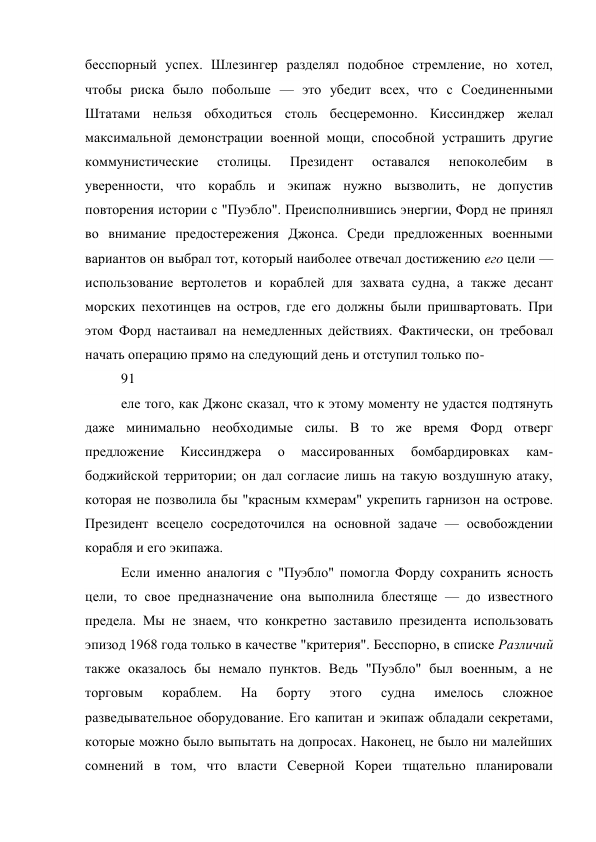 бесспорный успех. Шлезингер разделял подобное стремление, но хотел,
чтобы риска было побольше — это убедит всех, что с Соединенными
Штатами нельзя обходиться столь бесцеремонно. Киссинджер желал
максимальной демонстрации военной мощи, способной устрашить другие
коммунистические столицы. Президент оставался непоколебим в
уверенности, что корабль и экипаж нужно вызволить, не допустив
повторения истории с "Пуэбло". Преисполнившись энергии, Форд не принял
во внимание предостережения Джонса. Среди предложенных военными
вариантов он выбрал тот, который наиболее отвечал достижению его цели —
использование вертолетов и кораблей для захвата судна, а также десант
морских пехотинцев на остров, где его должны были пришвартовать. При
этом Форд настаивал на немедленных действиях. Фактически, он требовал
начать операцию прямо на следующий день и отступил только по-
91
еле того, как Джонс сказал, что к этому моменту не удастся подтянуть
даже минимально необходимые силы. В то же время Форд отверг
предложение Киссинджера о массированных бомбардировках кам-
боджийской территории; он дал согласие лишь на такую воздушную атаку,
которая не позволила бы "красным кхмерам" укрепить гарнизон на острове.
Президент всецело сосредоточился на основной задаче — освобождении
корабля и его экипажа.
Если именно аналогия с "Пуэбло" помогла Форду сохранить ясность
цели, то свое предназначение она выполнила блестяще — до известного
предела. Мы не знаем, что конкретно заставило президента использовать
эпизод 1968 года только в качестве "критерия". Бесспорно, в списке Различий
также оказалось бы немало пунктов. Ведь "Пуэбло" был военным, а не
торговым кораблем. На борту этого судна имелось сложное
разведывательное оборудование. Его капитан и экипаж обладали секретами,
которые можно было выпытать на допросах. Наконец, не было ни малейших
сомнений в том, что власти Северной Кореи тщательно планировали